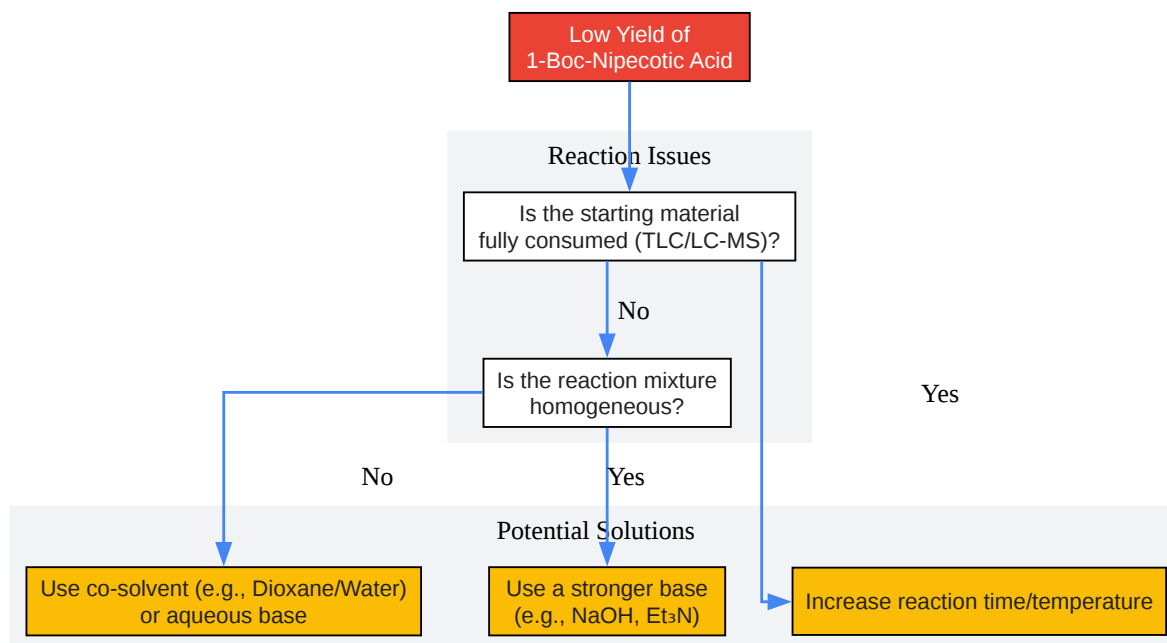 Low Yield of
1-Boc-Nipecotic Acid
Reaction Issues
Is the starting material
fully consumed (TLC/LC-MS)?
No
Is the reaction mixture
homogeneous?
Yes
No
Yes
Potential Solutions
Use co-solvent (e.g., Dioxane/Water)
or aqueous base
Use a stronger base
(e.g., NaOH, Et₃N)
Increase reaction time/temperature